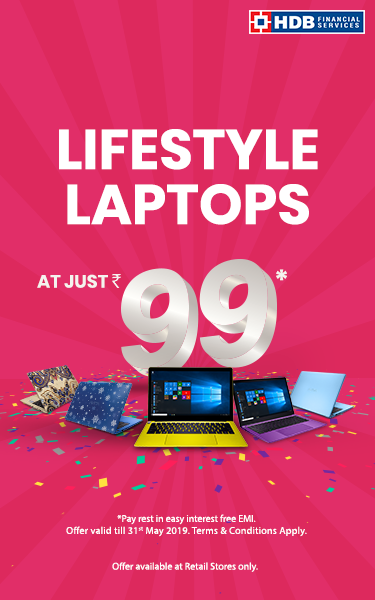 HDB FINANCIAL SERVICES
LIFESTYLE
LAPTOPS
AT JUST ₹ 99*
*Pay rest in easy interest free EMI.
Offer valid till 31st May 2019. Terms & Conditions Apply.
Offer available at Retail Stores only.